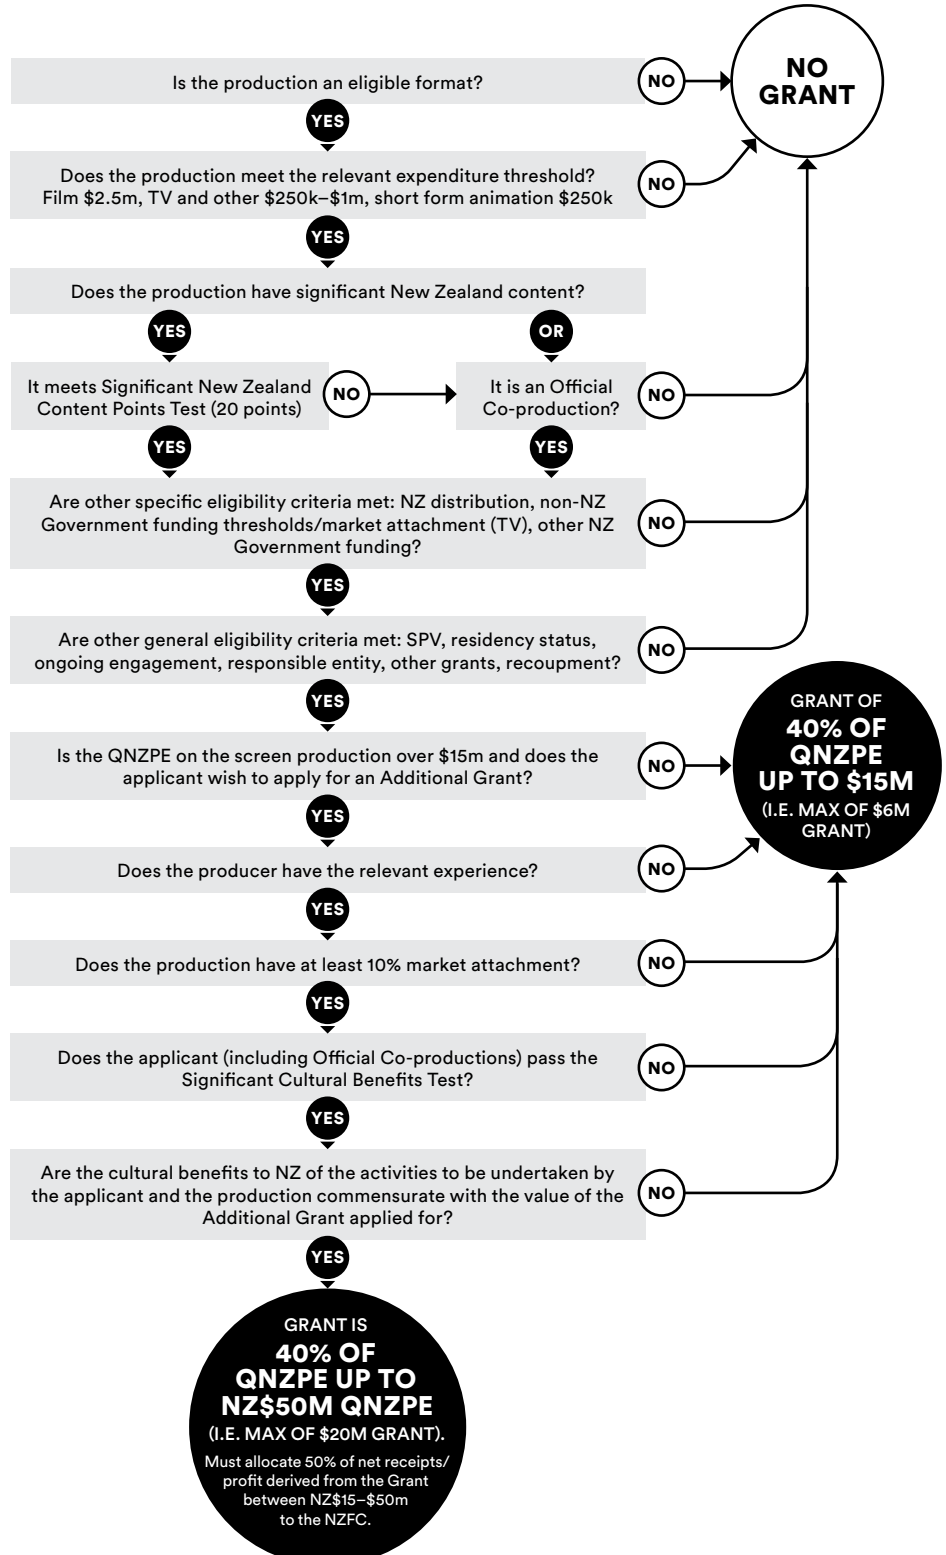 Is the production an eligible format?
NO
NO
GRANT
YES
Does the production meet the relevant expenditure threshold?
Film $2.5m, TV and other $250k–$1m, short form animation $250k
NO
YES
Does the production have significant New Zealand content?
YES
OR
It meets Significant New Zealand
Content Points Test (20 points)
NO
It is an Official
Co-production?
NO
YES
YES
Are other specific eligibility criteria met: NZ distribution, non-NZ
Government funding thresholds/market attachment (TV), other NZ
Government funding?
NO
YES
Are other general eligibility criteria met: SPV, residency status,
ongoing engagement, responsible entity, other grants, recoupment?
NO
YES
Is the QNZPE on the screen production over $15m and does the
applicant wish to apply for an Additional Grant?
NO
GRANT OF
40% OF
QNZPE
UP TO $15M
(I.E. MAX OF $6M
GRANT)
YES
Does the producer have the relevant experience?
NO
YES
Does the production have at least 10% market attachment?
NO
YES
Does the applicant (including Official Co-productions) pass the
Significant Cultural Benefits Test?
NO
YES
Are the cultural benefits to NZ of the activities to be undertaken by
the applicant and the production commensurate with the value of the
Additional Grant applied for?
NO
YES
GRANT IS
40% OF
QNZPE UP TO
NZ$50M QNZPE
(I.E. MAX OF $20M GRANT).
Must allocate 50% of net receipts/
profit derived from the Grant
between NZ$15–$50m
to the NZFC.